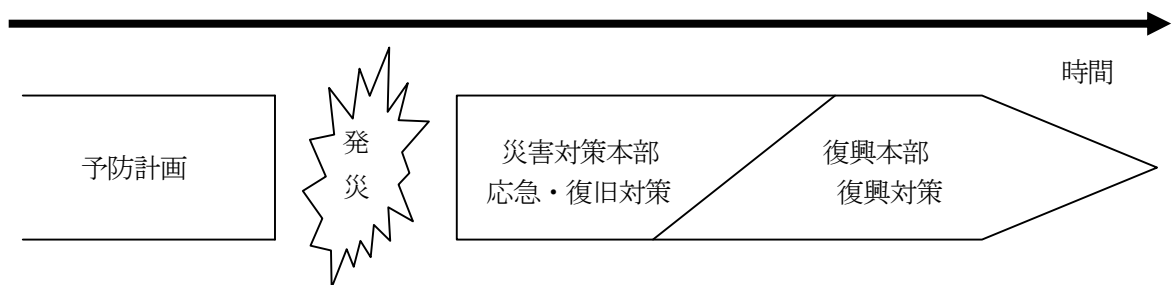 時間
予防計画
発災
災害対策本部
応急・復旧対策
復興本部
復興対策